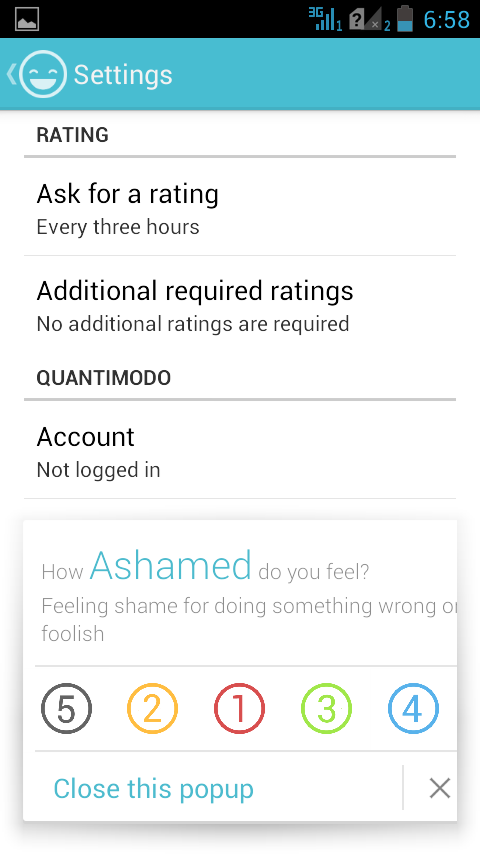 3G 1 ? 2 6:58
Settings
RATING
Ask for a rating
Every three hours
Additional required ratings
No additional ratings are required
QUANTIMODO
Account
Not logged in
How Ashamed do you feel?
Feeling shame for doing something wrong or
foolish
5 2 1 3 4
Close this popup